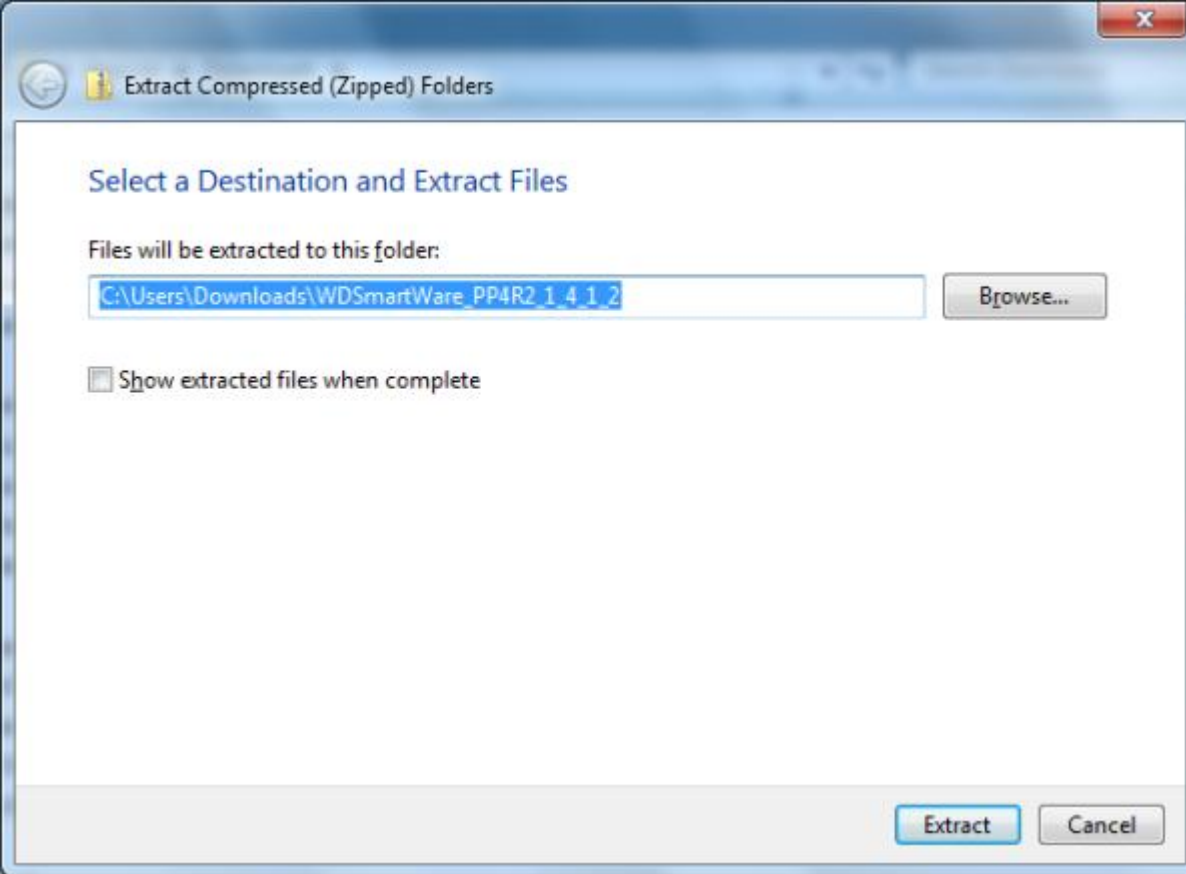 Extract Compressed (Zipped) Folders
Select a Destination and Extract Files
Files will be extracted to this folder:
C:\Users\Downloads\WDSmartWare_PP4R2_1_4_1_2
Browse...
Show extracted files when complete
Extract
Cancel